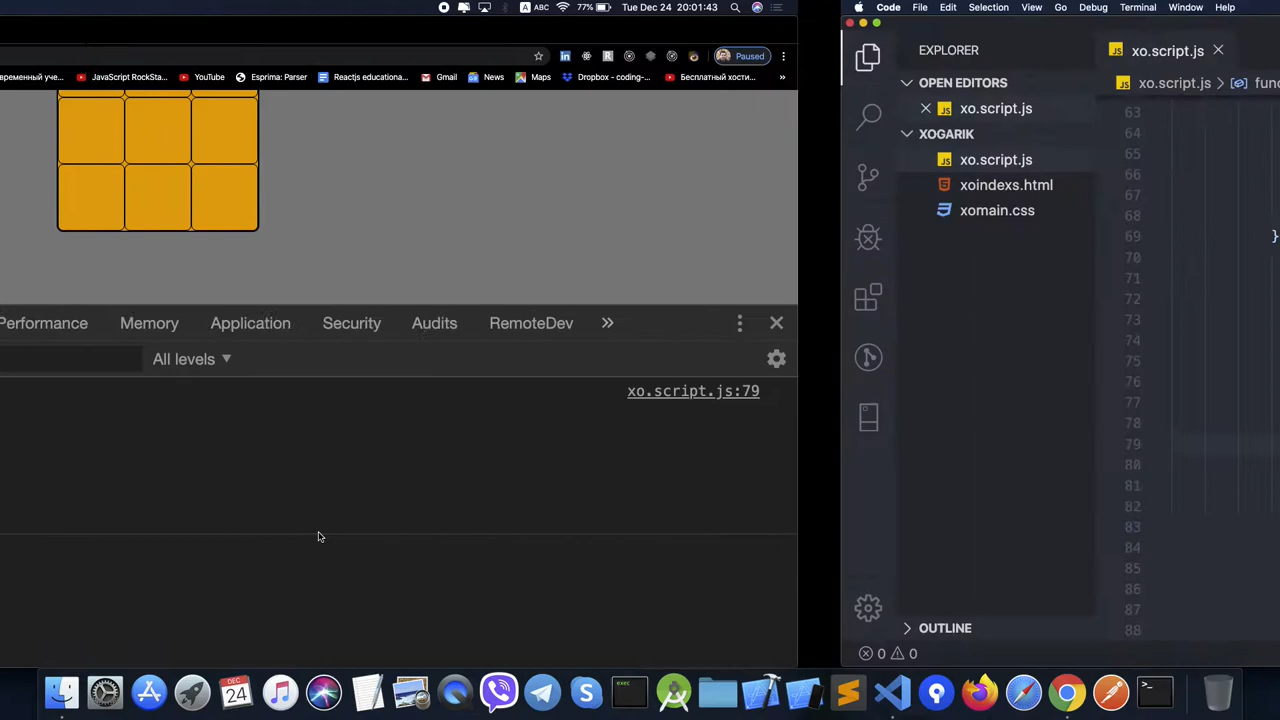 ABC 77% Tue Dec 24 20:01:43
Code File Edit Selection View Go Debug Terminal Window Help
Paused
JavaScript RockSta... YouTube Esprima: Parser Reactjs educationa... Gmail News Maps Dropbox - coding-... Бесплатный хости...
Performance Memory Application Security Audits RemoteDev
All levels
xo.script.js:79
EXPLORER
OPEN EDITORS
xo.script.js
XOGARIK
xo.script.js
xoindexs.html
xomain.css
OUTLINE
0 0
xo.script.js
xo.script.js
63
64
65
66
67
68
69 }
70
71
72
73
74
75
76
77
78
79
80
81
82
83
84
85
86
87
88
DEC
24
exec